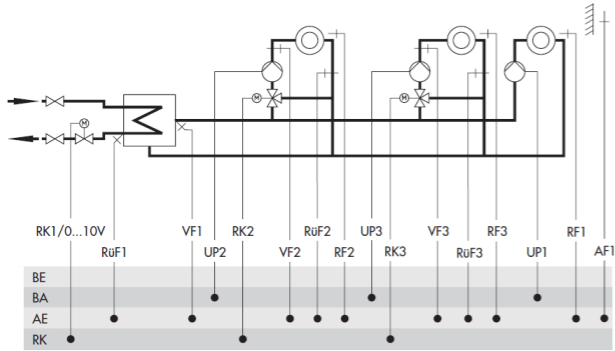 M
M
M
RK1/0...10V
VF1
RK2
RüF2
UP3
VF3
RF3
RF1
RüF1
UP2
VF2
RF2
RK3
RüF3
UP1
AF1
BE
BA
AE
RK